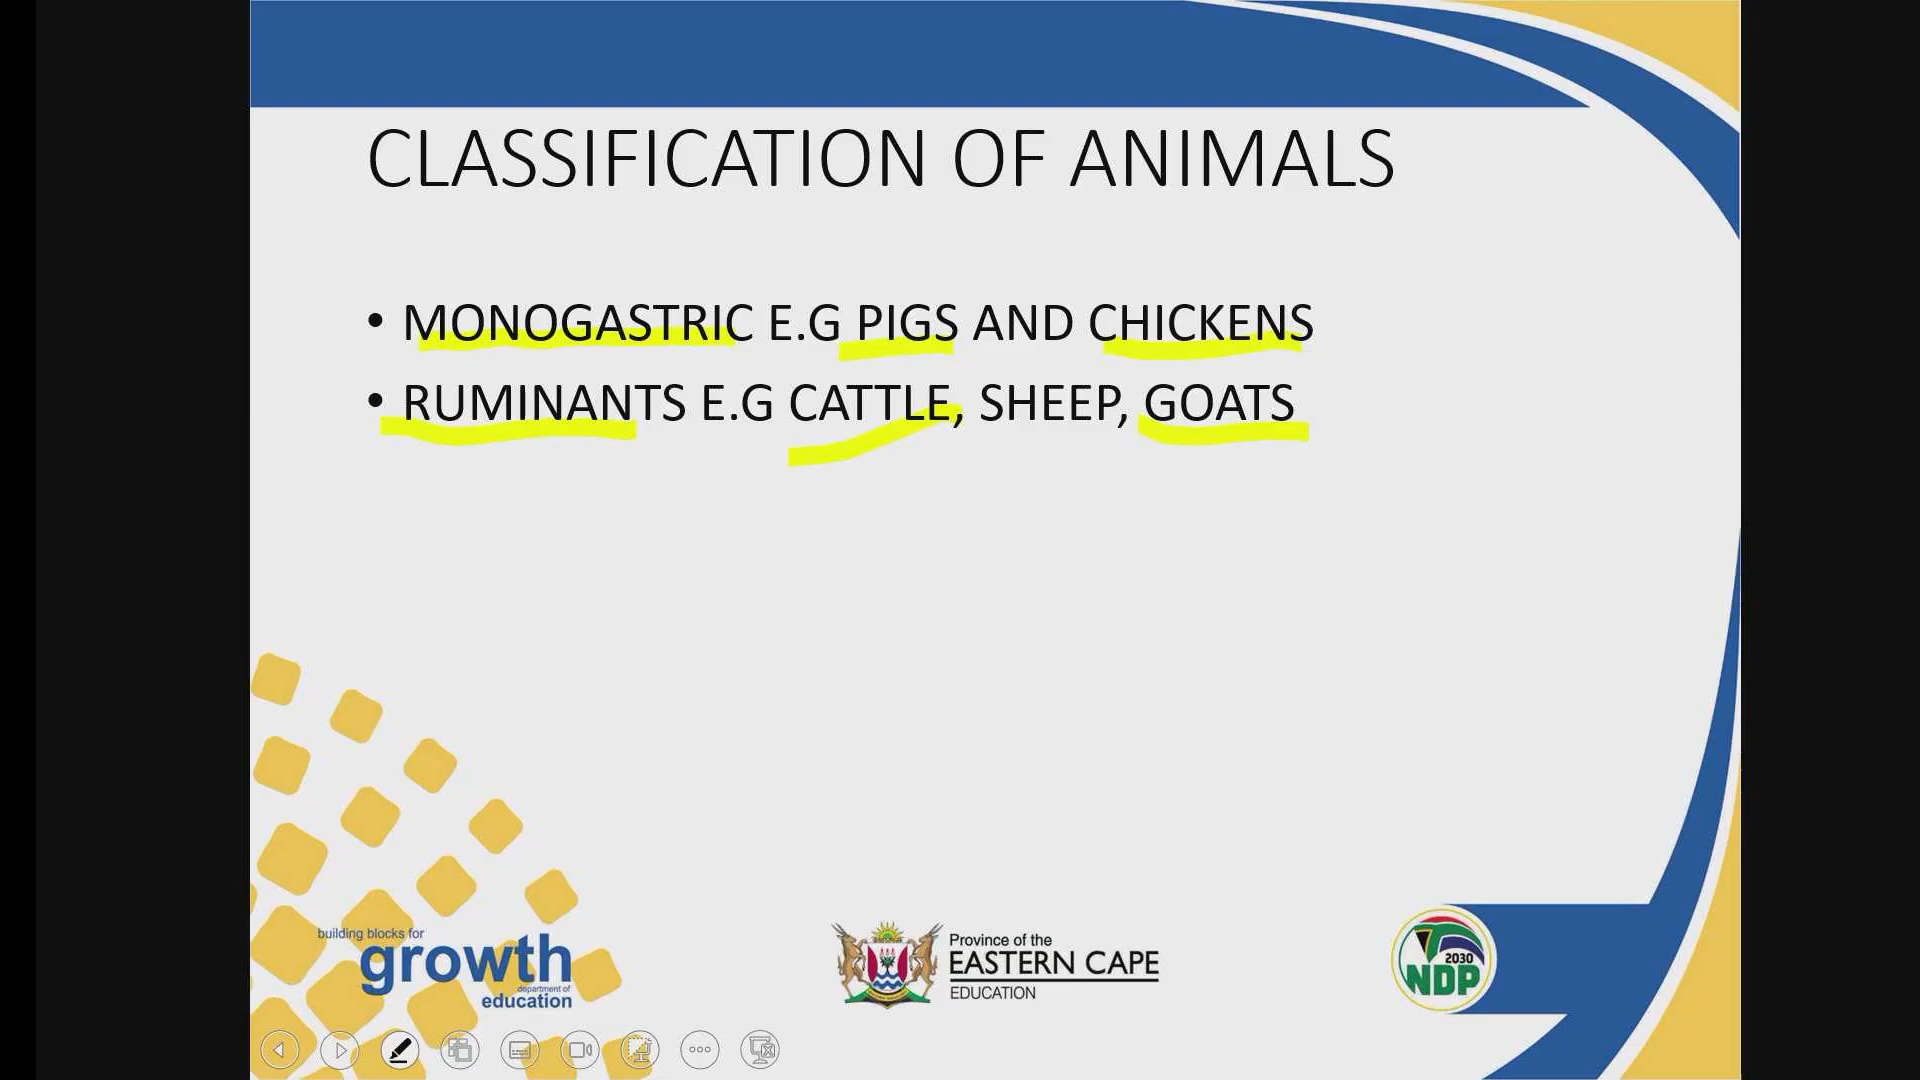 CLASSIFICATION OF ANIMALS
• MONOGASTRIC E.G PIGS AND CHICKENS
• RUMINANTS E.G CATTLE, SHEEP, GOATS
building blocks for
growth
department of
education
Province of the
EASTERN CAPE
EDUCATION
2030
NDP